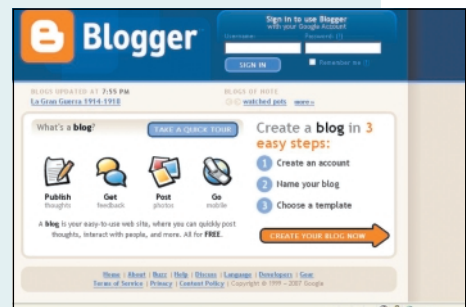 Blogger
Sign in to use Blogger
with your Google Account
Username:
Password: (?)
SIGN IN
Remember me (?)
BLOGS UPDATED AT 7:55 PM
La Gran Guerra 1914-1918
BLOGS OF NOTE
watched pots more »
What's a blog?
TAKE A QUICK TOUR
Publish
thoughts
Get
feedback
Post
photos
Go
mobile
A blog is your easy-to-use web site, where you can quickly post
thoughts, interact with people, and more. All for FREE.
Create a blog in 3
easy steps:
1 Create an account
2 Name your blog
3 Choose a template
CREATE YOUR BLOG NOW
Home | About | Buzz | Help | Discuss | Language | Developers | Gear
Terms of Service | Privacy | Content Policy | Copyright © 1999 – 2007 Google